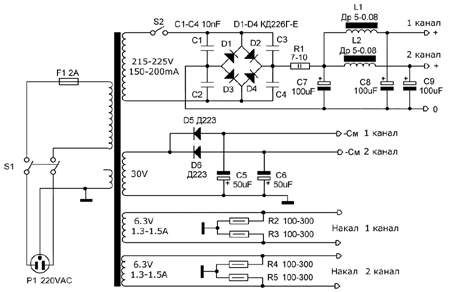 L1
Др 5-0.08
1 канал
+
S2
C1-C4 10nF
D1-D4 КД226Г-Е
L2
Др 5-0.08
2 канал
+
C1
D1
D2
C3
R1
7-10
215-225V
150-200mA
F1 2A
C2
D3
D4
C4
C7
100uF
C8
100uF
C9
100uF
+
+
+
0
D5 Д223
-См 1 канал
D6
Д223
-См 2 канал
S1
30V
C5
50uF
C6
50uF
+
+
6.3V
1.3-1.5A
R2 100-300
R3 100-300
Накал 1 канал
P1 220VAC
6.3V
1.3-1.5A
R4 100-300
R5 100-300
Накал 2 канал